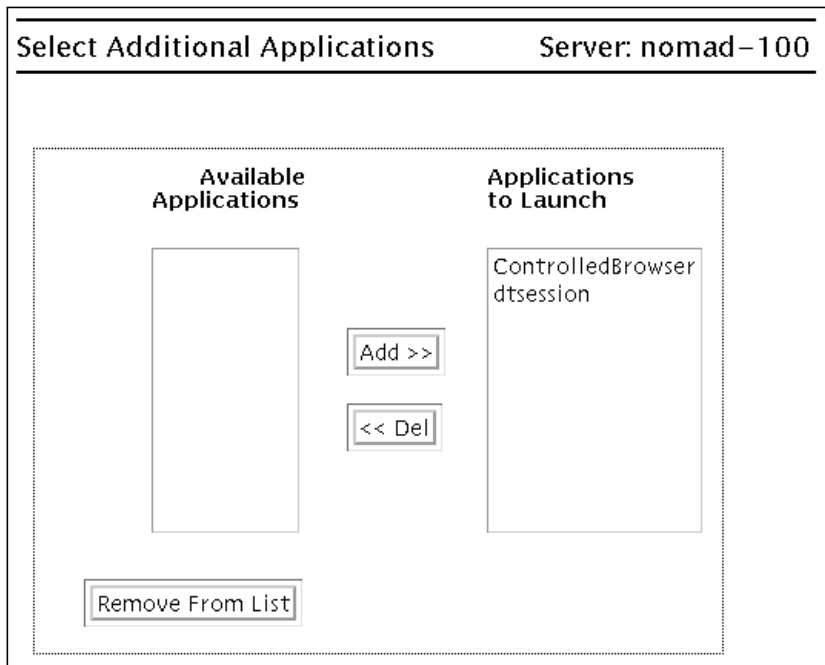 Select Additional Applications
Server: nomad-100
Available
Applications
Applications
to Launch
ControlledBrowser
dtsession
Add >>
<< Del
Remove From List